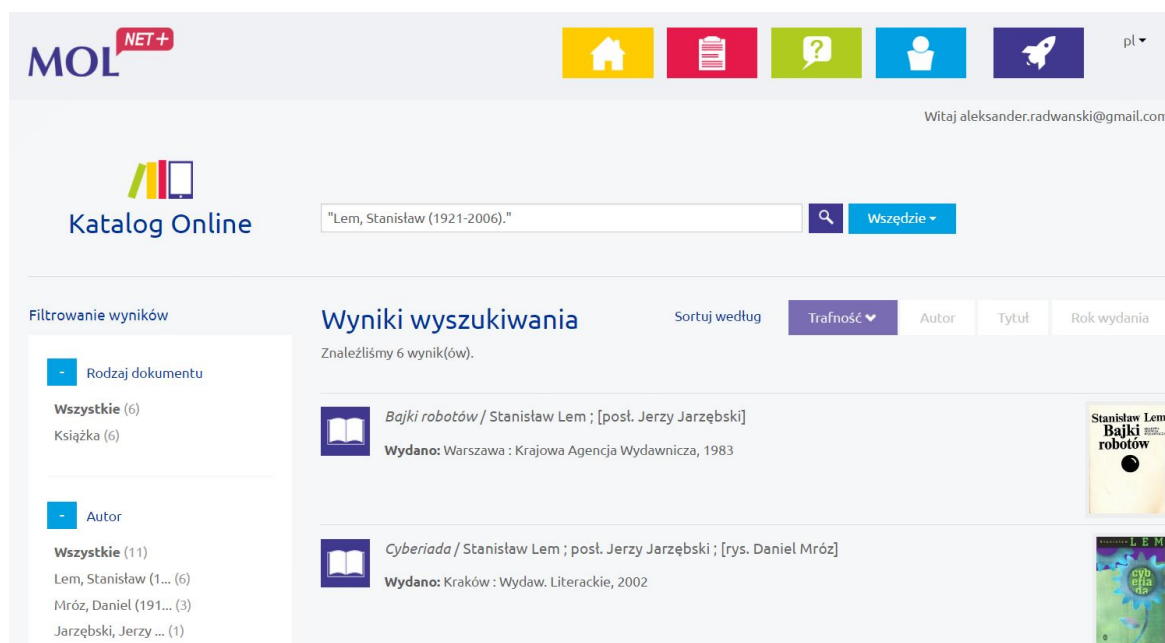 MOL NET+
pl
Witaj aleksander.radwanski@gmail.com
Katalog Online
"Lem, Stanisław (1921-2006)."
Wszędzie
Filtrowanie wyników
Wyniki wyszukiwania
Sortuj według
Trafność
Autor
Tytuł
Rok wydania
Znaleźliśmy 6 wynik(ów).
- Rodzaj dokumentu
Wszystkie (6)
Książka (6)
- Autor
Wszystkie (11)
Lem, Stanisław (1... (6)
Mróz, Daniel (191... (3)
Jarzębski, Jerzy ... (1)
Bajki robotów / Stanisław Lem ; [posł. Jerzy Jarzębski]
Wydano: Warszawa : Krajowa Agencja Wydawnicza, 1983
Stanisław Lem
Bajki
robotów
Cyberiada / Stanisław Lem ; posł. Jerzy Jarzębski ; [rys. Daniel Mróz]
Wydano: Kraków : Wydaw. Literackie, 2002
LEM
cyb
eria
da